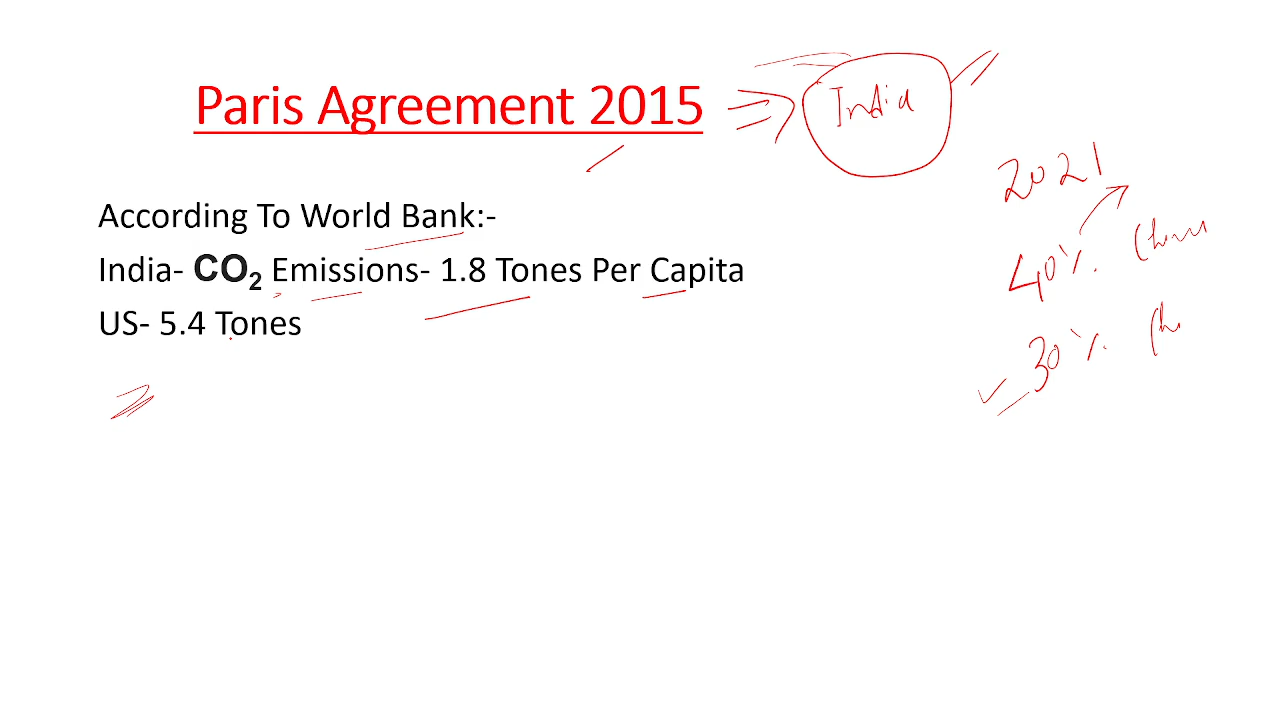 Paris Agreement 2015
India
According To World Bank:-
India- CO₂ Emissions- 1.8 Tones Per Capita
US- 5.4 Tones
2021
40%
30%